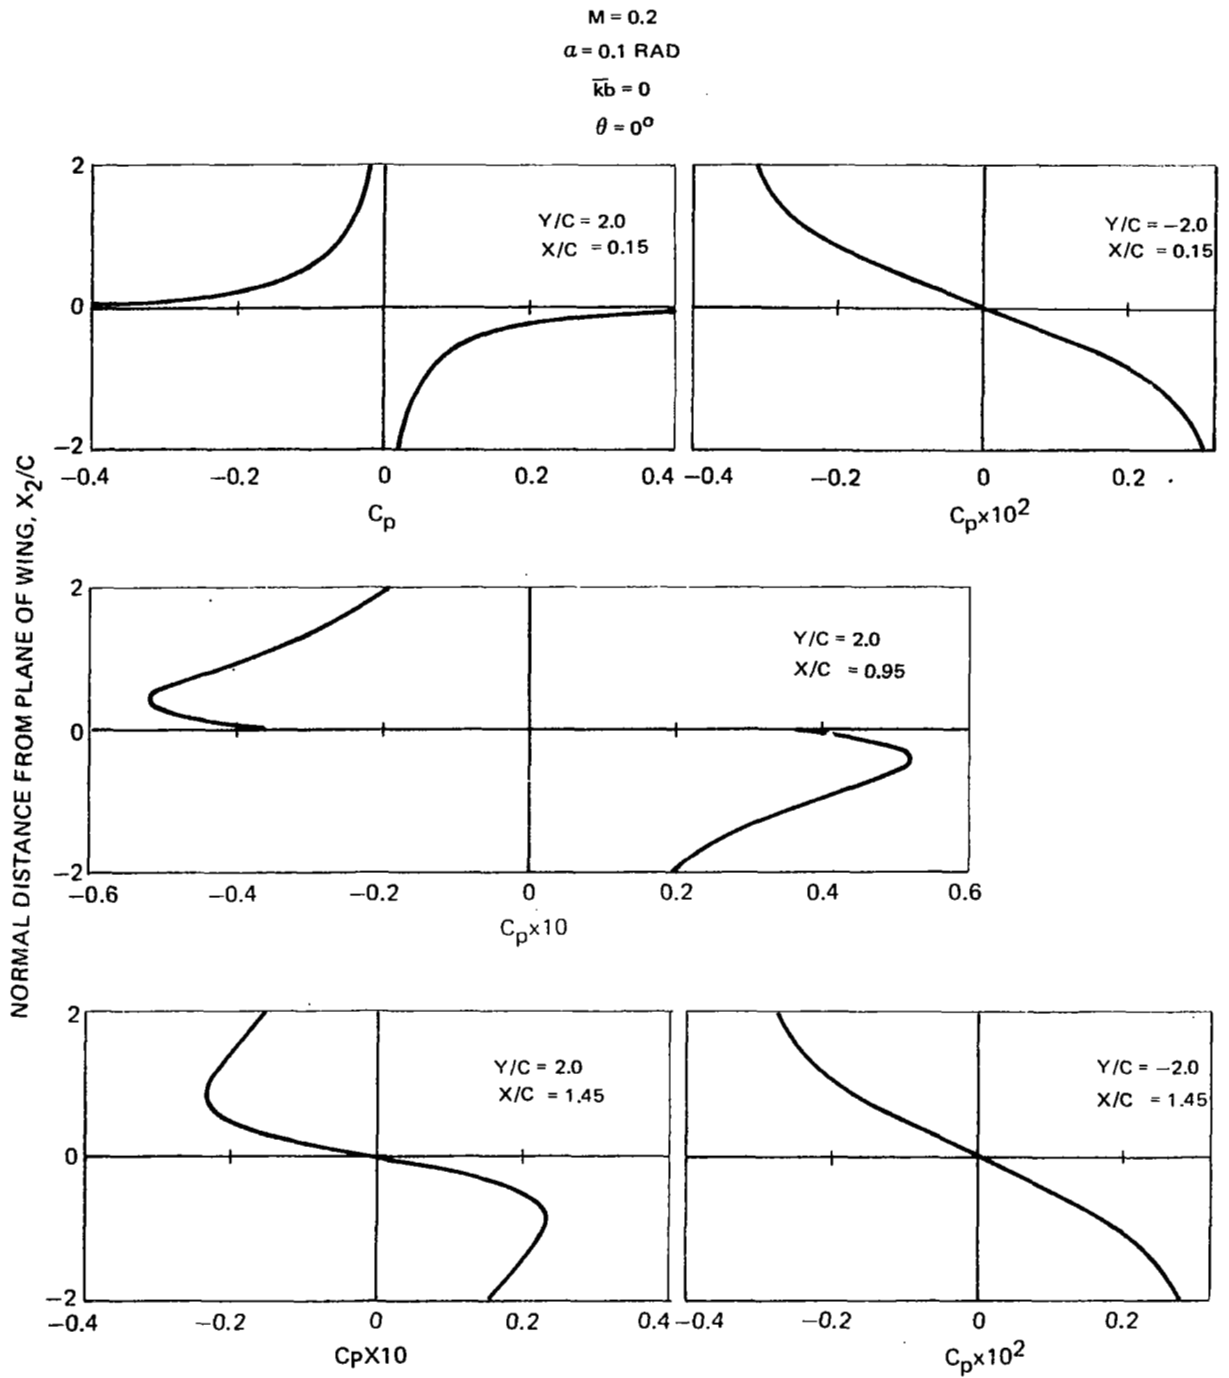 M = 0.2
α = 0.1 RAD
k̅b = 0
θ = 0°
NORMAL DISTANCE FROM PLANE OF WING, X₂/C
2
0
−2
Y/C = 2.0
X/C = 0.15
−0.4 −0.2 0 0.2 0.4
Cp
Y/C = −2.0
X/C = 0.15
−0.4 −0.2 0 0.2
Cp×10²
2
0
−2
Y/C = 2.0
X/C = 0.95
−0.6 −0.4 −0.2 0 0.2 0.4 0.6
Cp×10
2
0
−2
Y/C = 2.0
X/C = 1.45
−0.4 −0.2 0 0.2 0.4
CPX10
Y/C = −2.0
X/C = 1.45
−0.4 −0.2 0 0.2
Cp×10²